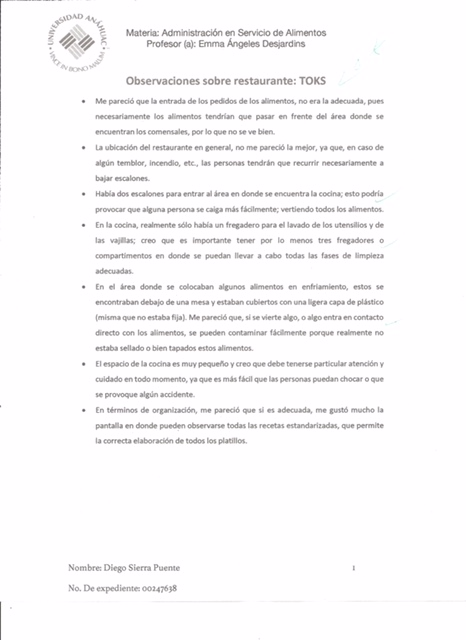 UNIVERSIDAD ANÁHUAC
VINCE IN BONO MALUM
Materia: Administración en Servicio de Alimentos
Profesor (a): Emma Ángeles Desjardins
Observaciones sobre restaurante: TOKS
• Me pareció que la entrada de los pedidos de los alimentos, no era la adecuada, pues
necesariamente los alimentos tendrían que pasar en frente del área donde se
encuentran los comensales, por lo que no se ve bien.
• La ubicación del restaurante en general, no me pareció la mejor, ya que, en caso de
algún temblor, incendio, etc., las personas tendrán que recurrir necesariamente a
bajar escalones.
• Había dos escalones para entrar al área en donde se encuentra la cocina; esto podría
provocar que alguna persona se caiga más fácilmente; vertiendo todos los alimentos.
• En la cocina, realmente sólo había un fregadero para el lavado de los utensilios y de
las vajillas; creo que es importante tener por lo menos tres fregadores o
compartimentos en donde se puedan llevar a cabo todas las fases de limpieza
adecuadas.
• En el área donde se colocaban algunos alimentos en enfriamiento, estos se
encontraban debajo de una mesa y estaban cubiertos con una ligera capa de plástico
(misma que no estaba fija). Me pareció que, si se vierte algo, o algo entra en contacto
directo con los alimentos, se pueden contaminar fácilmente porque realmente no
estaba sellado o bien tapados estos alimentos.
• El espacio de la cocina es muy pequeño y creo que debe tenerse particular atención y
cuidado en todo momento, ya que es más fácil que las personas puedan chocar o que
se provoque algún accidente.
• En términos de organización, me pareció que si es adecuada, me gustó mucho la
pantalla en donde pueden observarse todas las recetas estandarizadas, que permite
la correcta elaboración de todos los platillos.
Nombre: Diego Sierra Puente 1
No. De expediente: 00247638